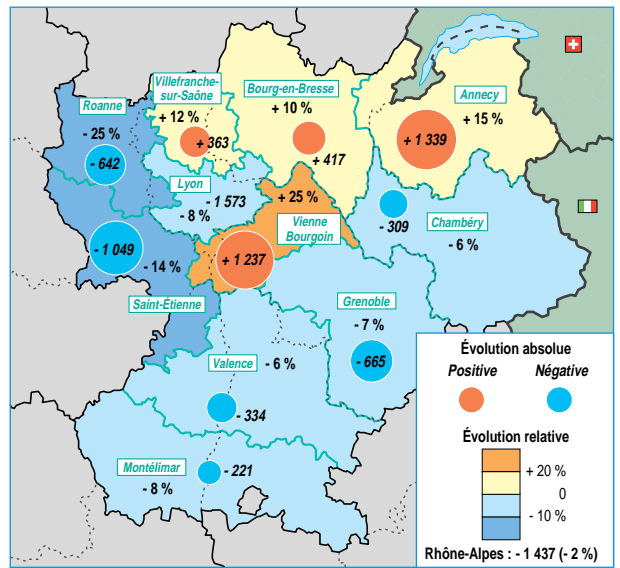 Villefranche-
sur-Saône
+ 12 %
+ 363
Bourg-en-Bresse
+ 10 %
+ 417
Annecy
+ 15 %
+ 1 339
Roanne
- 25 %
- 642
Lyon
- 1 573
- 8 %
+ 25 %
Vienne
Bourgoin
+ 1 237
Chambéry
- 309
- 6 %
- 1 049
- 14 %
Saint-Étienne
Grenoble
- 7 %
- 665
Valence
- 6 %
- 334
Montélimar
- 8 %
- 221
Évolution absolue
Positive
Négative
Évolution relative
+ 20 %
0
- 10 %
Rhône-Alpes : - 1 437 (- 2 %)